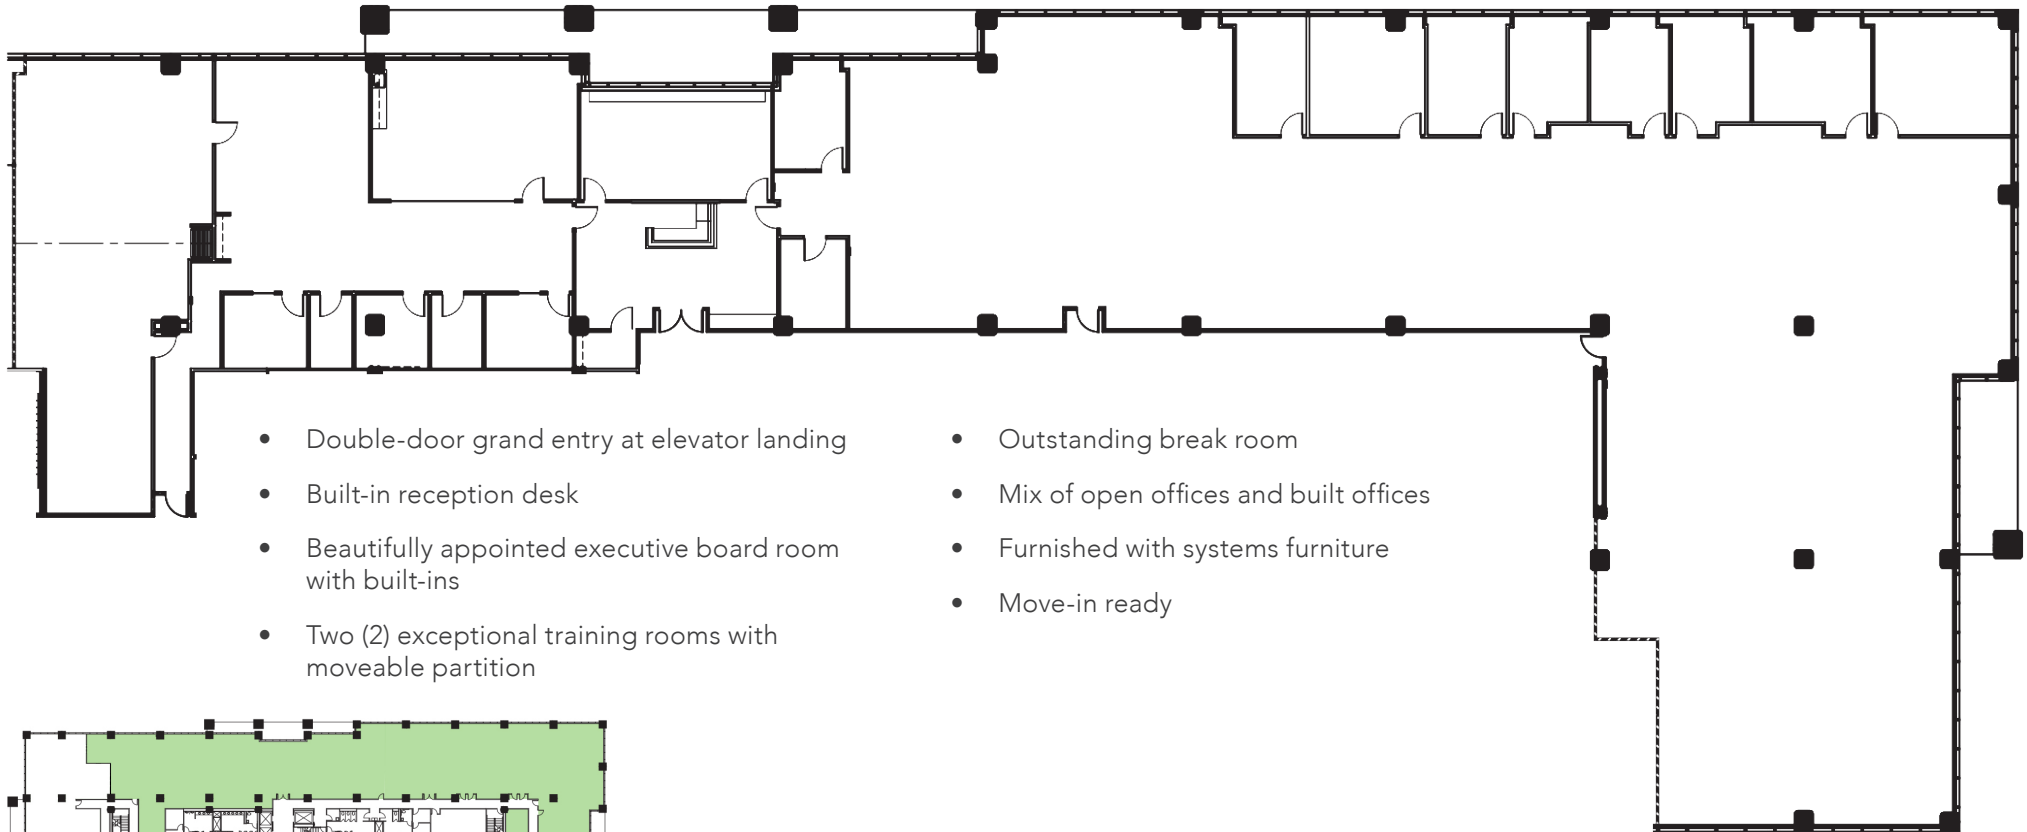 • Double-door grand entry at elevator landing
• Built-in reception desk
• Beautifully appointed executive board room
with built-ins
• Two (2) exceptional training rooms with
moveable partition
• Outstanding break room
• Mix of open offices and built offices
• Furnished with systems furniture
• Move-in ready